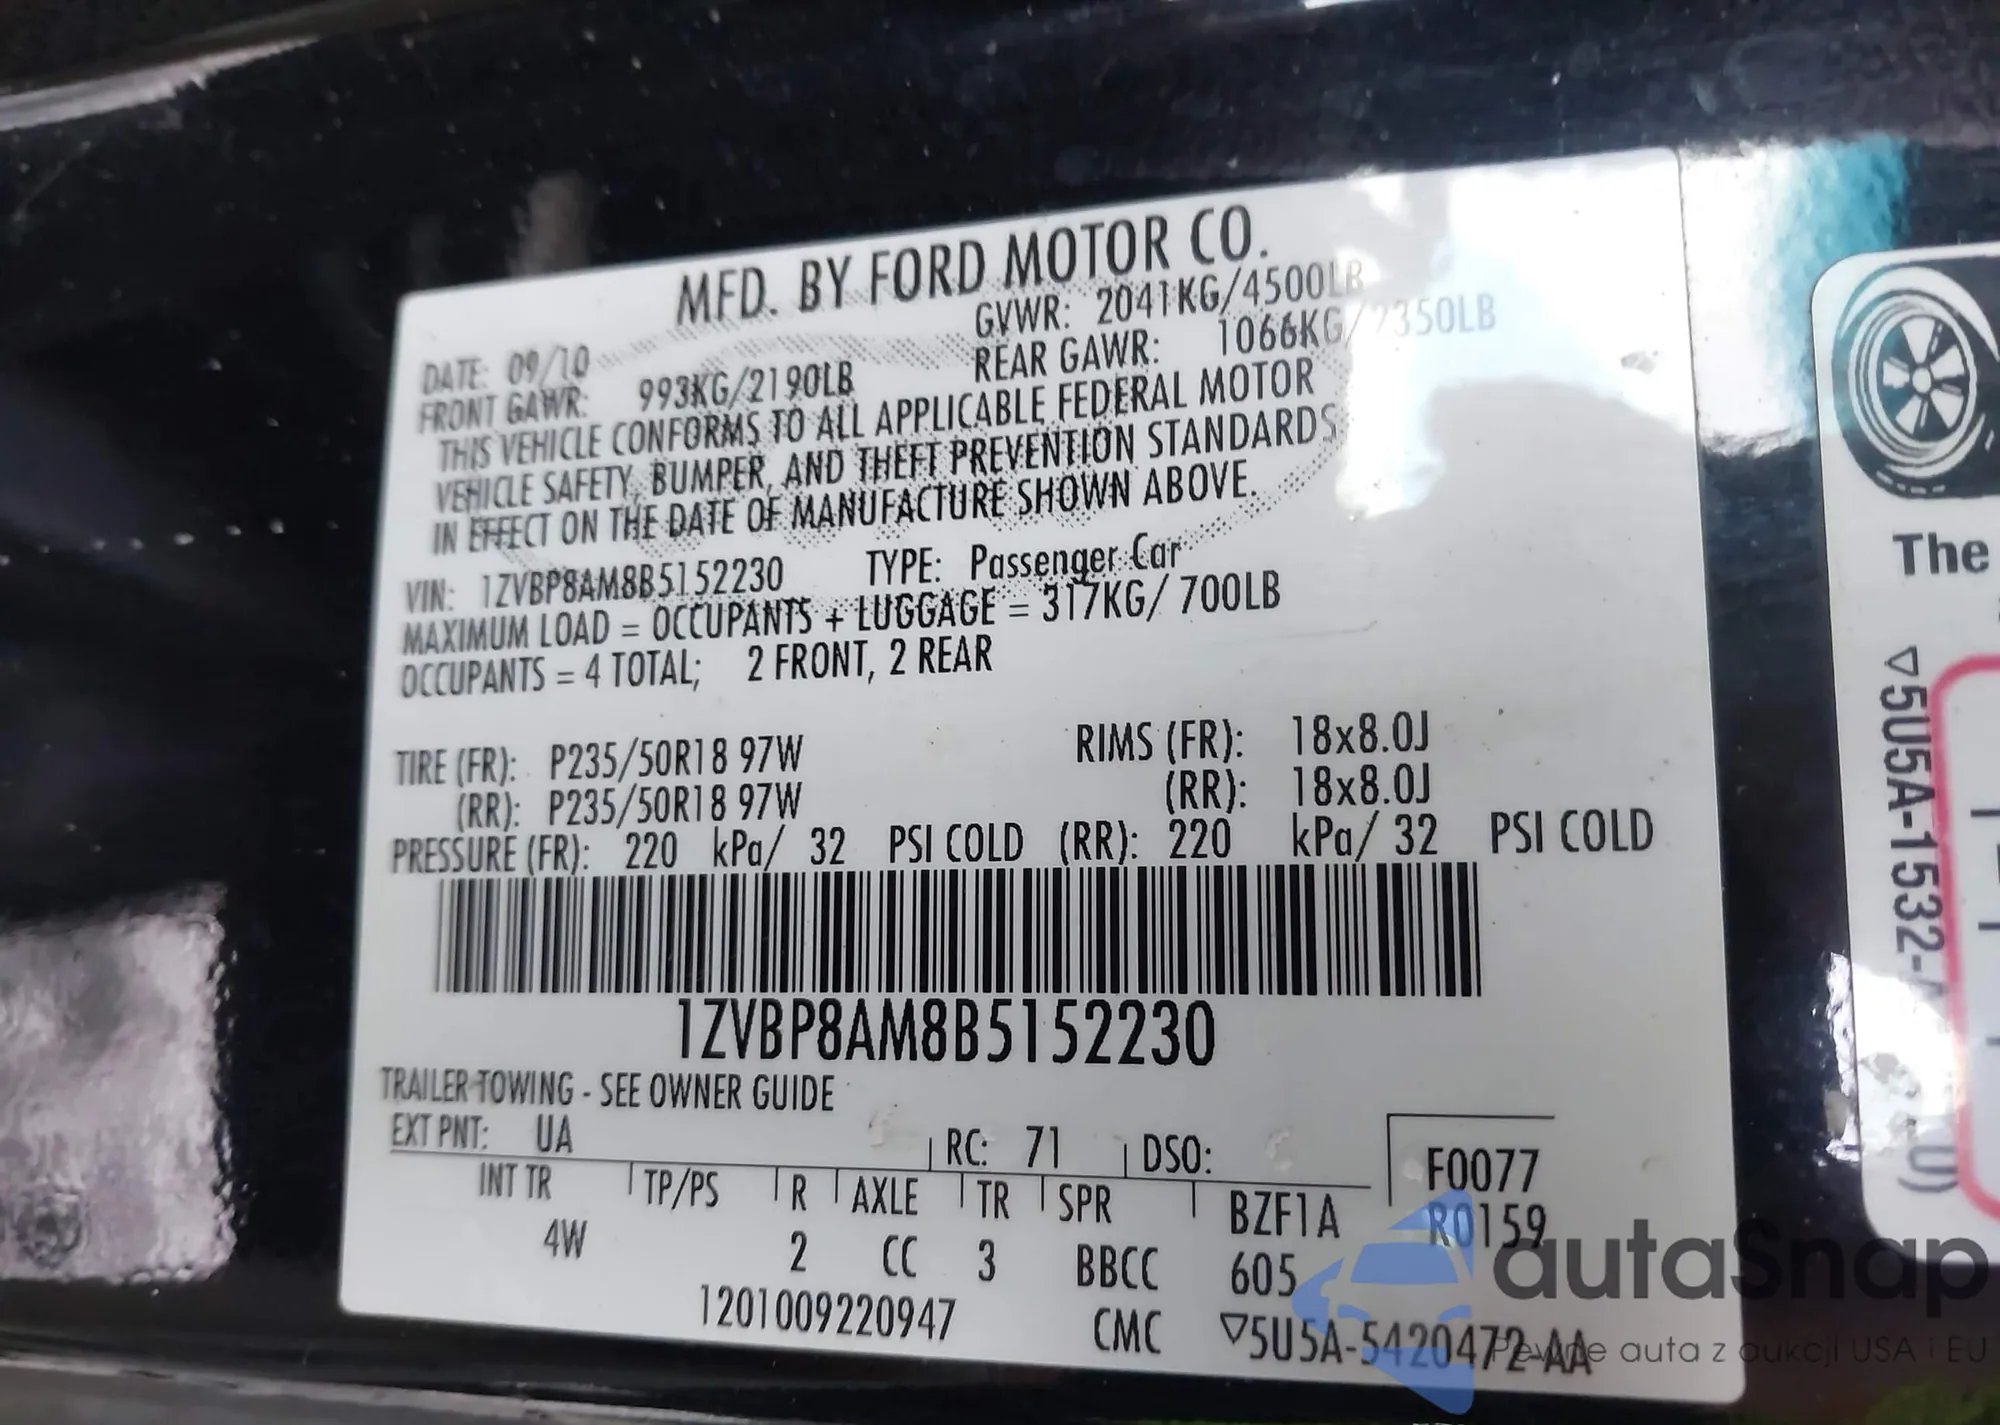 MFD. BY FORD MOTOR CO.
DATE: 09/10 GVWR: 2041KG/4500LB
FRONT GAWR: 993KG/2190LB REAR GAWR: 1066KG/2350LB
THIS VEHICLE CONFORMS TO ALL APPLICABLE FEDERAL MOTOR
VEHICLE SAFETY, BUMPER, AND THEFT PREVENTION STANDARDS
IN EFFECT ON THE DATE OF MANUFACTURE SHOWN ABOVE.
VIN: 1ZVBP8AM8B5152230 TYPE: Passenger Car
MAXIMUM LOAD = OCCUPANTS + LUGGAGE = 317KG/ 700LB
OCCUPANTS = 4 TOTAL; 2 FRONT, 2 REAR
TIRE (FR): P235/50R18 97W RIMS (FR): 18x8.0J
(RR): P235/50R18 97W (RR): 18x8.0J
PRESSURE (FR): 220 kPa/ 32 PSI COLD (RR): 220 kPa/ 32 PSI COLD
1ZVBP8AM8B5152230
TRAILER TOWING - SEE OWNER GUIDE
EXT PNT: UA RC: 71 DSO: F0077
INT TR TP/PS R AXLE TR SPR BZF1A R0159
4W 2 CC 3 BBCC 605
1201009220947 CMC ▽5U5A-5420472-AA
The
▽5U5A-1532-
autaSnap
Pewne auta z aukcji USA i EU